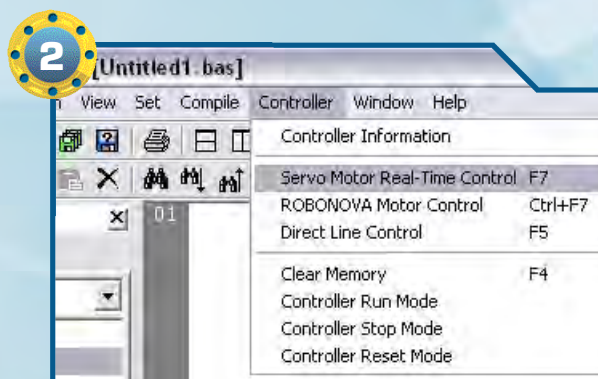 2
[Untitled1.bas]
View Set Compile Controller Window Help
Controller Information
Servo Motor Real-Time Control F7
ROBONOVA Motor Control Ctrl+F7
Direct Line Control F5
01
Clear Memory F4
Controller Run Mode
Controller Stop Mode
Controller Reset Mode